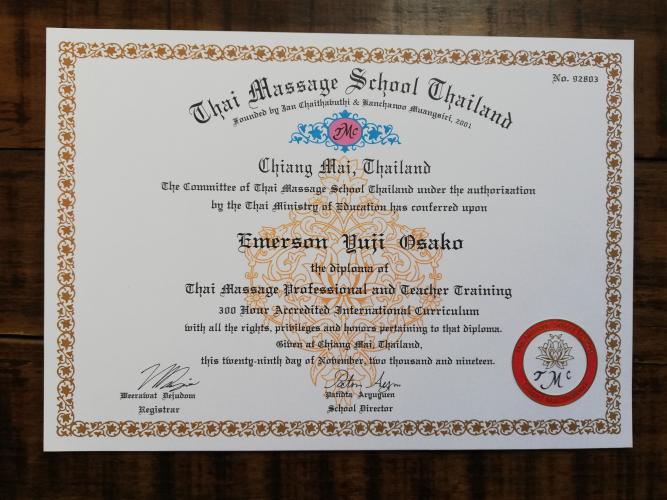 Thai Massage School Thailand
No. 92803
Founded by Jan Chaithavuthi & Kanchanoo Muangsiri, 2001
TMC
Chiang Mai, Thailand
The Committee of Thai Massage School Thailand under the authorization
by the Thai Ministry of Education has conferred upon
Emerson Yuji Osako
the diploma of
Thai Massage Professional and Teacher Training
300 Hour Accredited International Curriculum
with all the rights, privileges and honors pertaining to that diploma.
Given at Chiang Mai, Thailand,
this twenty-ninth day of November, two thousand and nineteen.
Weerawat Dejudom
Registrar
School Director
TMC